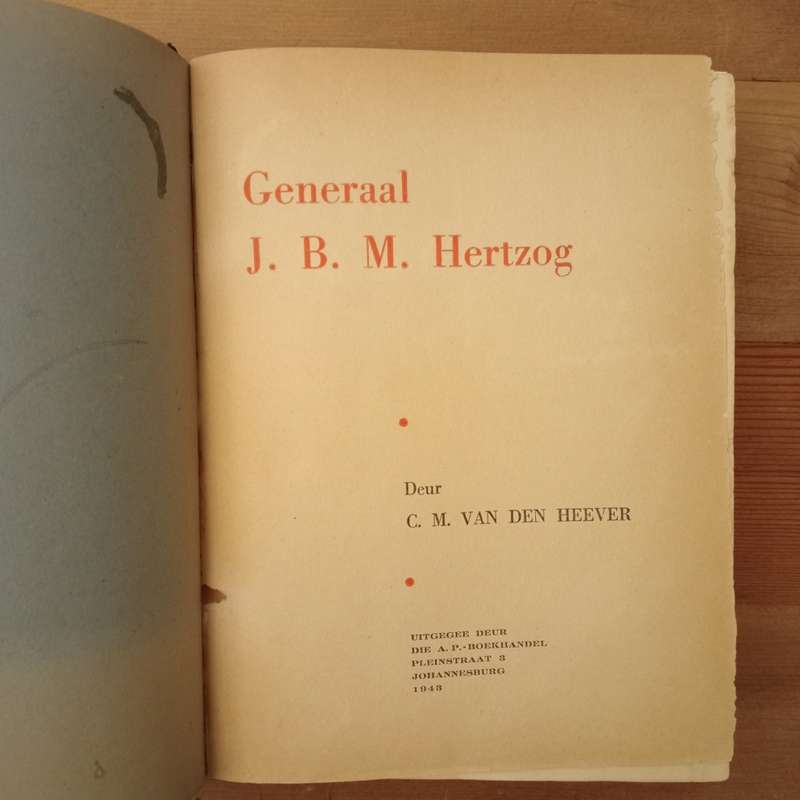 Generaal
J. B. M. Hertzog
Deur
C. M. VAN DEN HEEVER
UITGEGEE DEUR
DIE A. P.-BOEKHANDEL
PLEINSTRAAT 3
JOHANNESBURG
1943